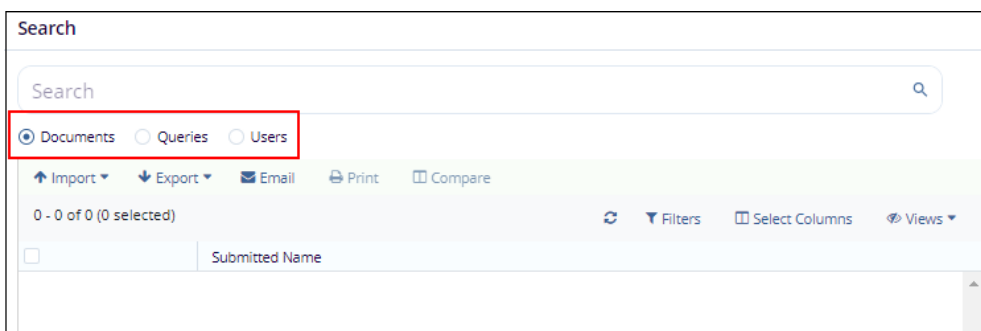 Search
Search
Documents Queries Users
Import Export Email Print Compare
0 - 0 of 0 (0 selected) Filters Select Columns Views
Submitted Name